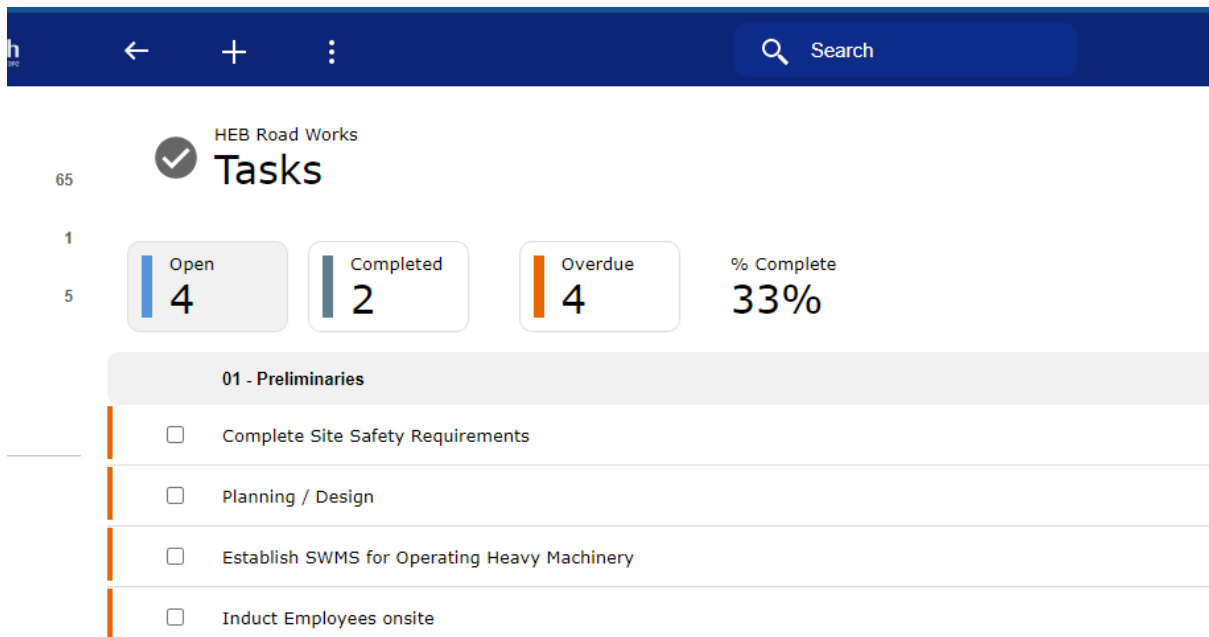 h
Search
HEB Road Works
Tasks
65
1
5
Open
4
Completed
2
Overdue
4
% Complete
33%
01 - Preliminaries
Complete Site Safety Requirements
Planning / Design
Establish SWMS for Operating Heavy Machinery
Induct Employees onsite